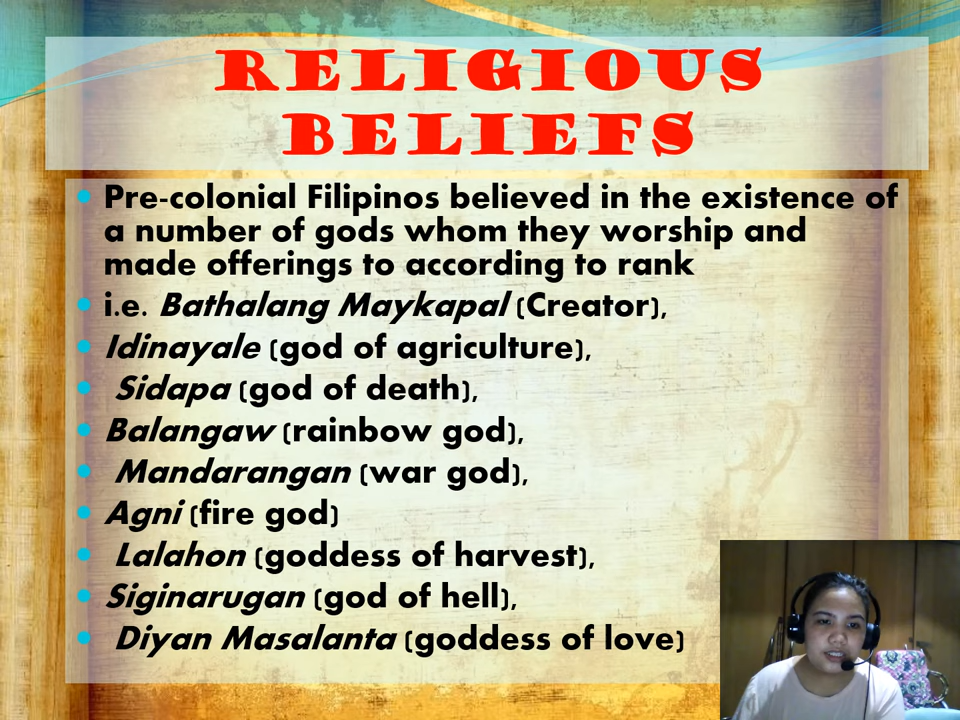 RELIGIOUS
BELIEFS
Pre-colonial Filipinos believed in the existence of
a number of gods whom they worship and
made offerings to according to rank
i.e. Bathalang Maykapal (Creator),
Idinayale (god of agriculture),
Sidapa (god of death),
Balangaw (rainbow god),
Mandarangan (war god),
Agni (fire god)
Lalahon (goddess of harvest),
Siginarugan (god of hell),
Diyan Masalanta (goddess of love)